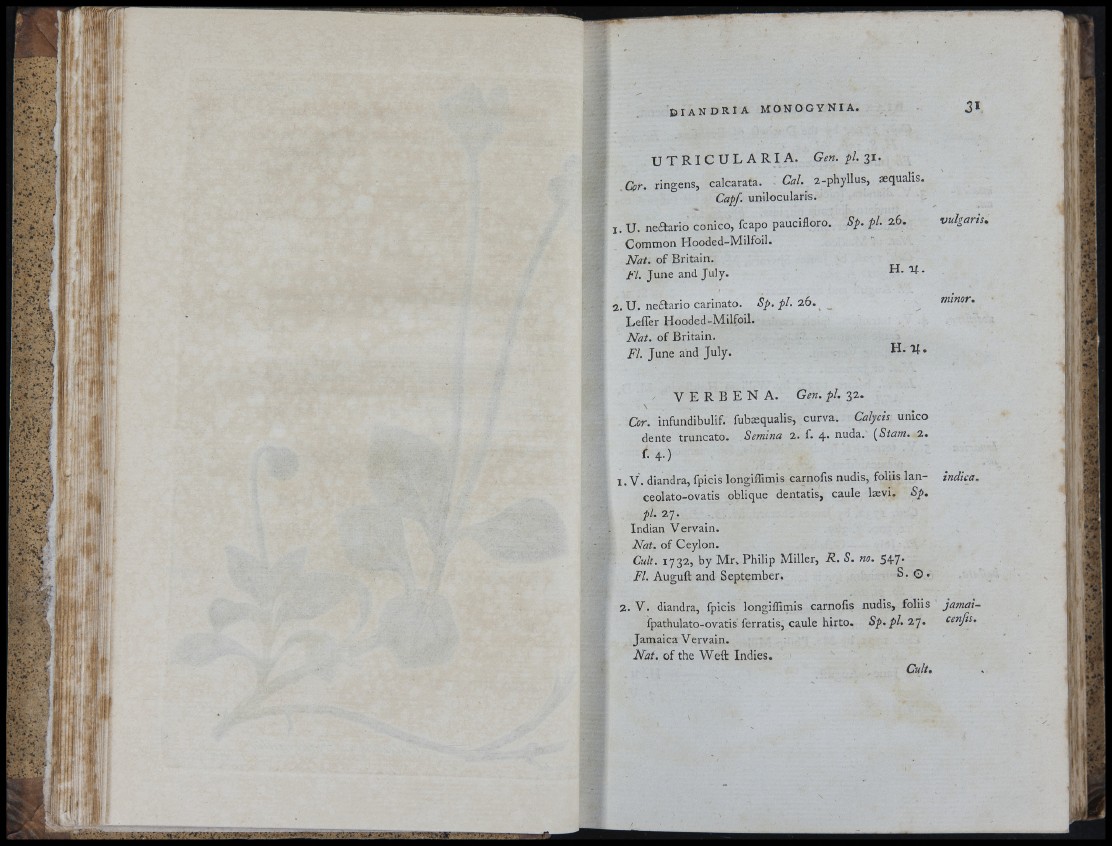 DIANDRIA MONOGYNIA. 31
UTRICULARIA. Gen. pl. 31.
Cor. ringens, calcarata. Cal. 2-phyllus, æqualis.
Capſ. unilocularis.
1. U. nectario conico, ſcapo paucifloro. Sp. pl. 26. vulgaris.
Common Hooded-Milfoil.
Nat. of Britain.
Fl. June and July. H. ♃.
2. U. nectario carinato. Sp. pl. 26. minor.
Leſſer Hooded-Milfoil.
Nat. of Britain.
Fl. June and July. H. ♃.
VERBENA. Gen. pl. 32.
Cor. infundibulif. ſubæqualis, curva. Calycis unico
dente truncato. Semina 2. ſ. 4. nuda. (Stam. 2.
ſ. 4.)
1. V. diandra, ſpicis longiſſimis carnoſis nudis, foliis lan- indica.
ceolato-ovatis oblique dentatis, caule lævi. Sp.
pl. 27.
Indian Vervain.
Nat. of Ceylon.
Cult. 1732, by Mr. Philip Miller, R. S. no. 547.
Fl. Auguſt and September. S. ☉.
2. V. diandra, ſpicis longiſſimis carnoſis nudis, foliis jamai-
ſpathulato-ovatis ſerratis, caule hirto. Sp. pl. 27. cenſis.
Jamaica Vervain.
Nat. of the Weſt Indies.
Cult.